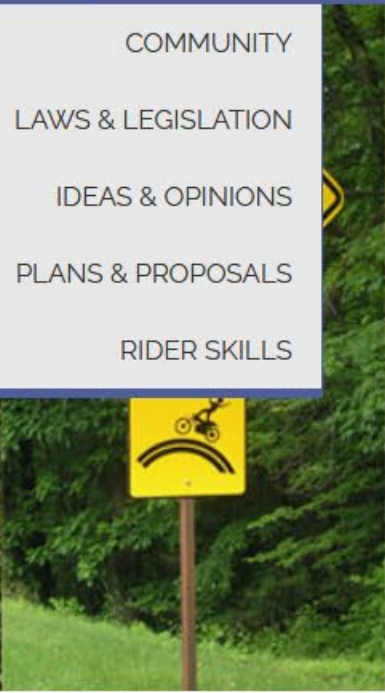 COMMUNITY
LAWS & LEGISLATION
IDEAS & OPINIONS
PLANS & PROPOSALS
RIDER SKILLS